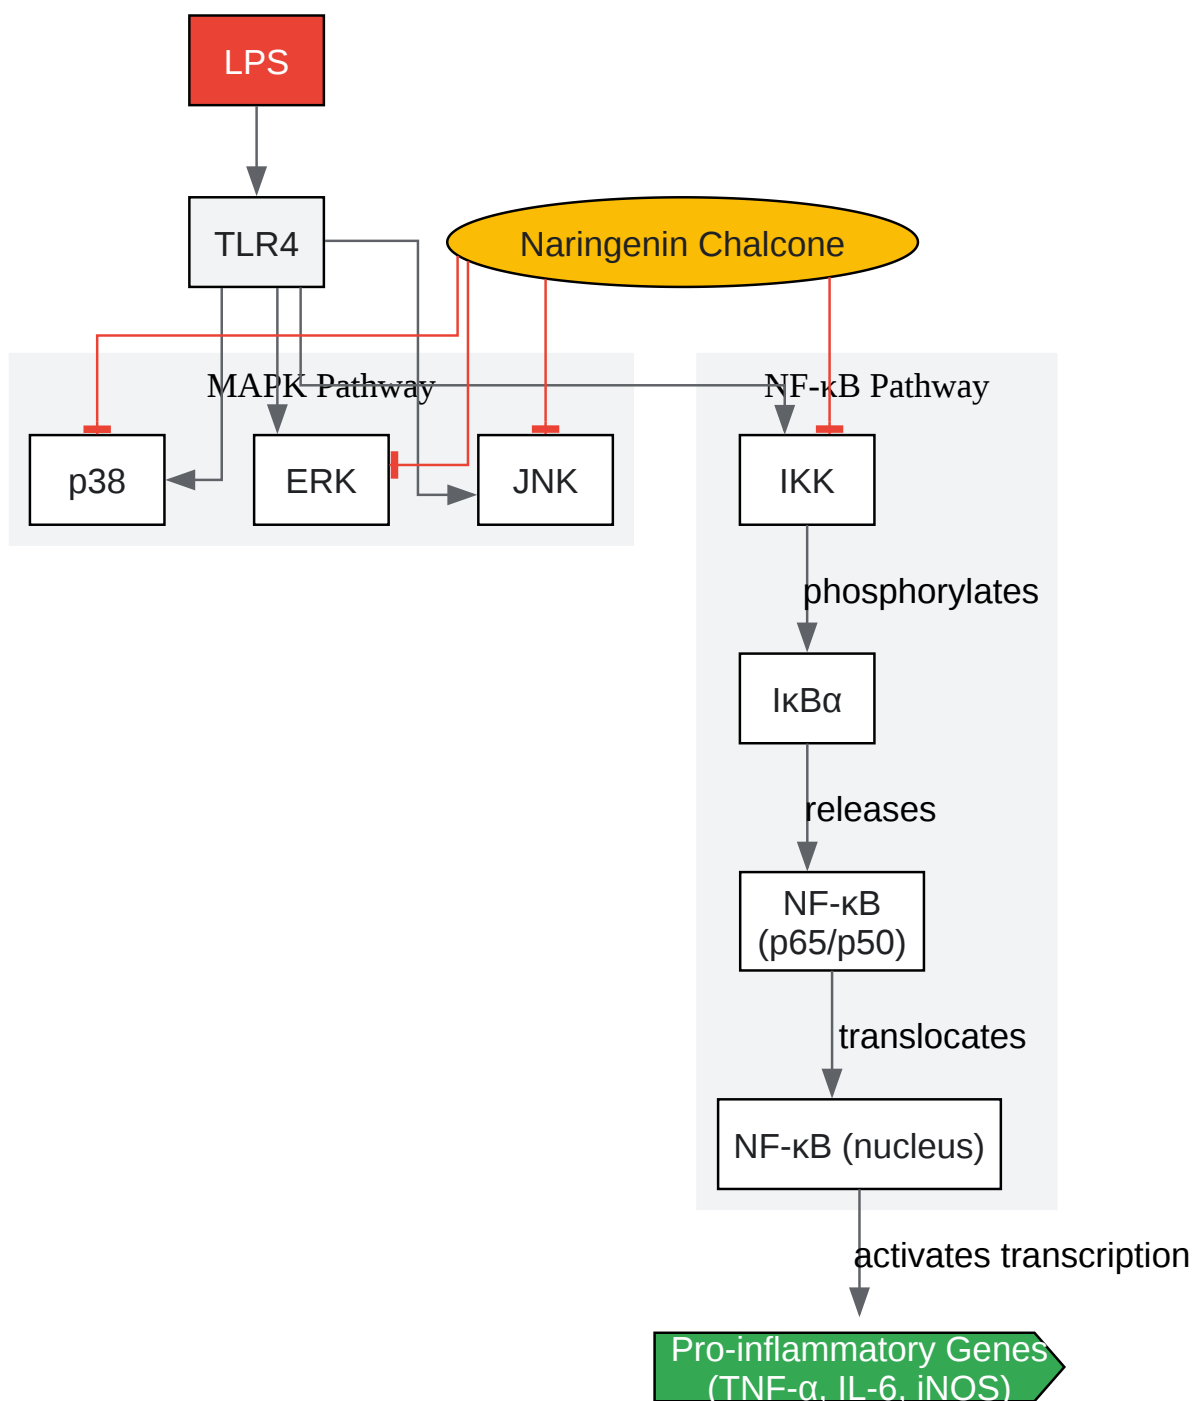 LPS
TLR4
Naringenin Chalcone
MAPK Pathway
NF-κB Pathway
p38
ERK
JNK
IKK
phosphorylates
IκBα
releases
NF-κB
(p65/p50)
translocates
NF-κB (nucleus)
activates transcription
Pro-inflammatory Genes
(TNF-α, IL-6, iNOS)